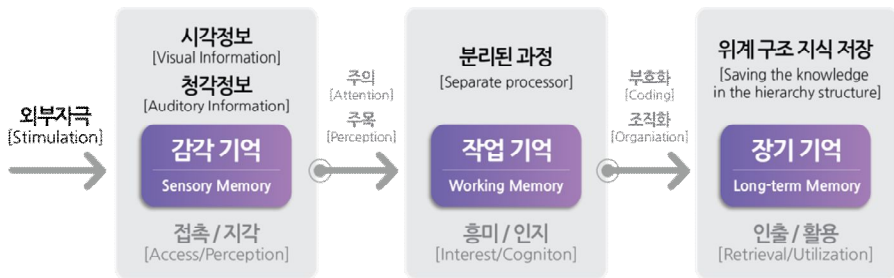 외부자극
[Stimulation]
시각정보
[Visual Information]
청각정보
[Auditory Information]
감각 기억
Sensory Memory
접촉 / 지각
[Access/Perception]
주의
[Attention]
주목
[Perception]
분리된 과정
[Separate processor]
작업 기억
Working Memory
흥미 / 인지
[Interest/Cogniton]
부호화
[Coding]
조직화
[Organiation]
위계 구조 지식 저장
[Saving the knowledge
in the hierarchy structure]
장기 기억
Long-term Memory
인출 / 활용
[Retrieval/Utilization]